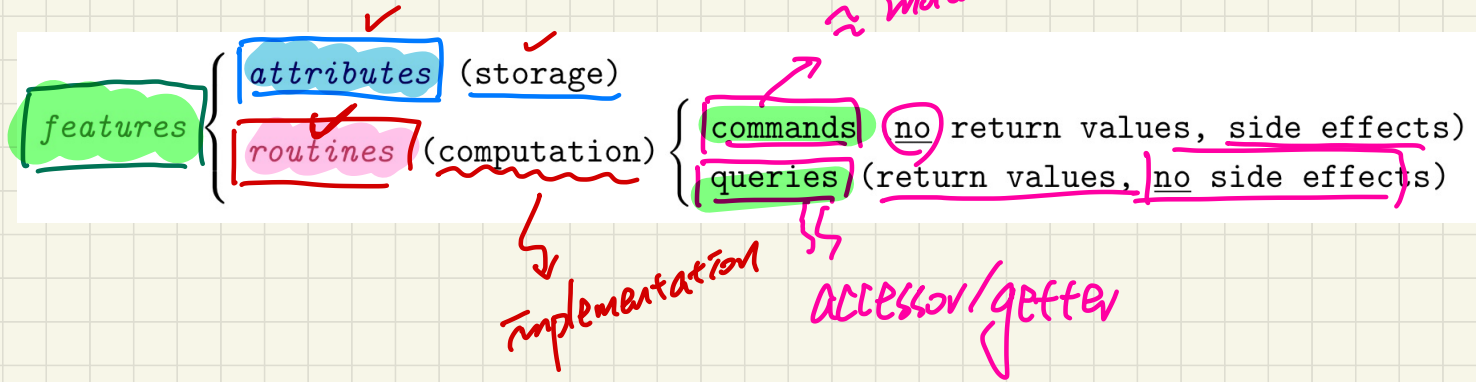 attributes (storage)
features
routines (computation)
commands no return values, side effects)
queries (return values, no side effects)
implementation
accessor/getter